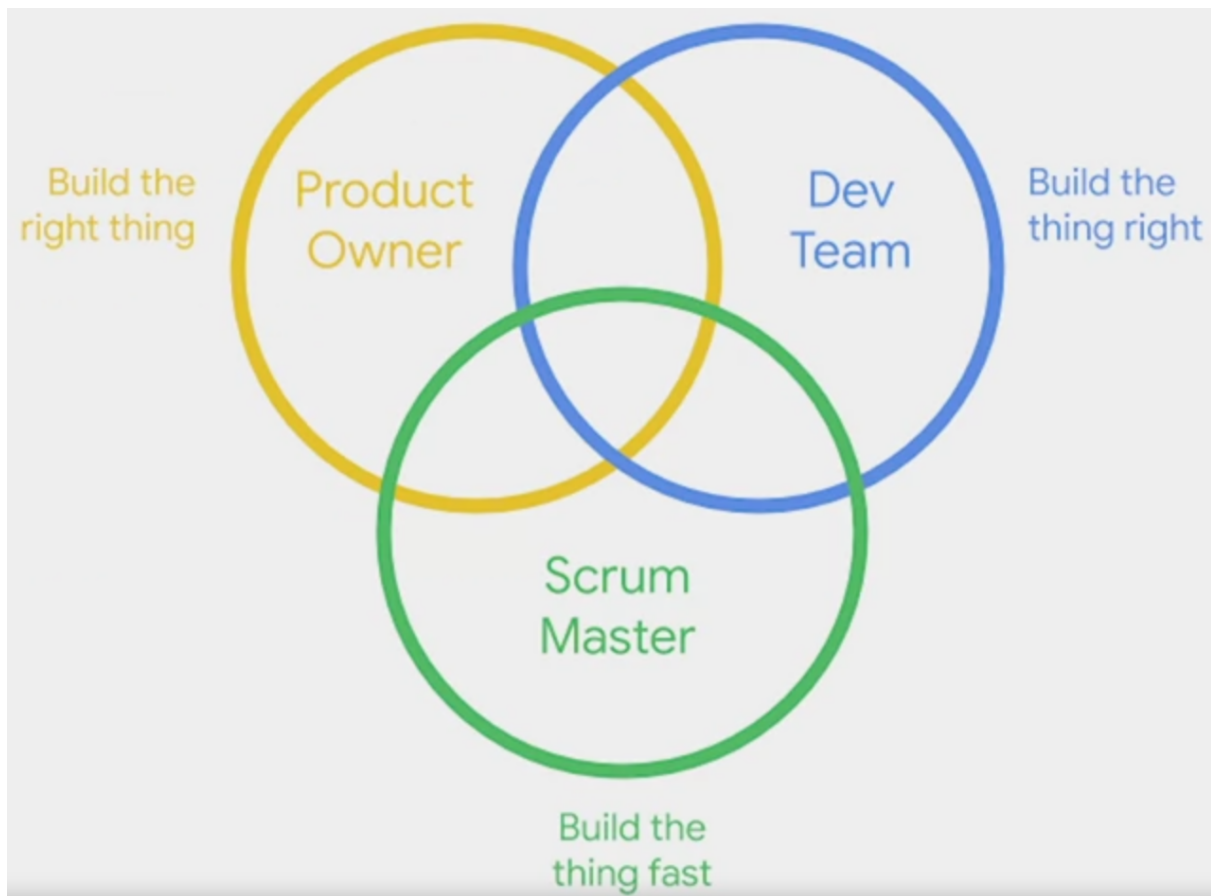 Build the
right thing
Product
Owner
Dev
Team
Build the
thing right
Scrum
Master
Build the
thing fast